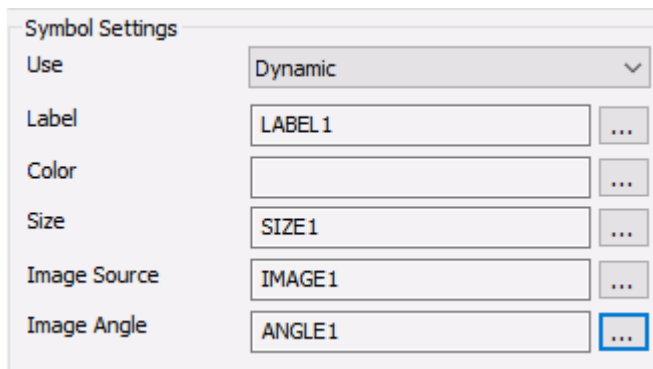 Symbol Settings
Use Dynamic
Label LABEL1 ...
Color ...
Size SIZE1 ...
Image Source IMAGE1 ...
Image Angle ANGLE1 ...